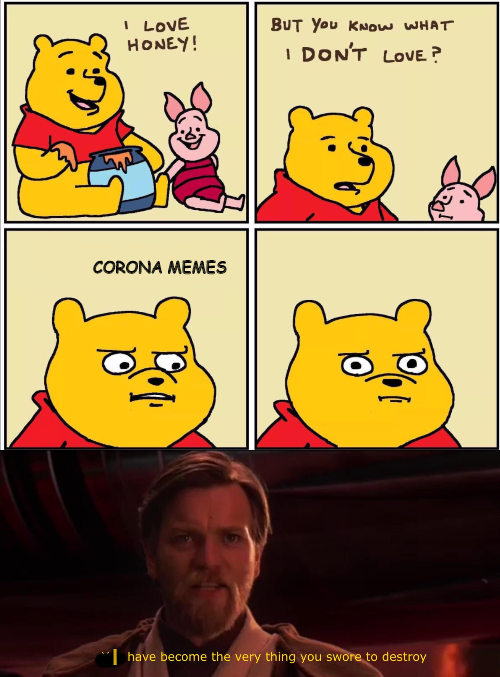 I LOVE
HONEY!
BUT YOU KNOW WHAT
I DON'T LOVE?
CORONA MEMES
I have become the very thing you swore to destroy